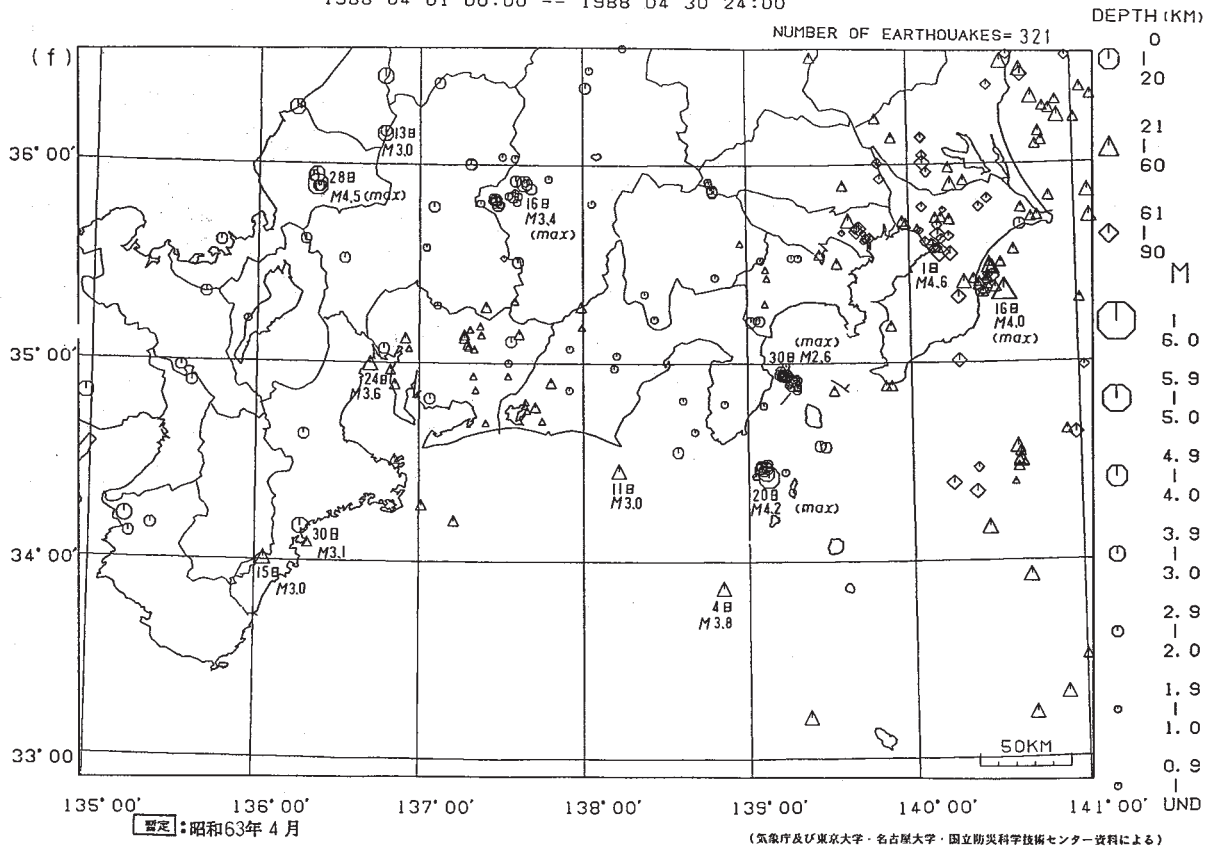 1988 04 01 00:00 -- 1988 04 30 24:00
DEPTH (KM)
NUMBER OF EARTHQUAKES= 321
(f)
0
I
20
21
I
60
61
I
90
M
I
6.0
5.9
I
5.0
4.9
I
4.0
3.9
I
3.0
2.9
I
2.0
1.9
I
1.0
0.9
I
UND
36°00'
35°00'
34°00'
33°00
13日
M3.0
28日
M4.5 (max)
16日
M3.4
(max)
1日
M4.6
16日
M4.0
(max)
(max)
30日 M2.6
24日
M3.6
11日
M3.0
20日
M4.2 (max)
30日
M3.1
15日
M3.0
4日
M3.8
50KM
135°00'
136°00'
137°00'
138°00'
139°00'
140°00'
141°00'
暫定:昭和63年4月
(気象庁及び東京大学・名古屋大学・国立防災科学技術センター資料による)